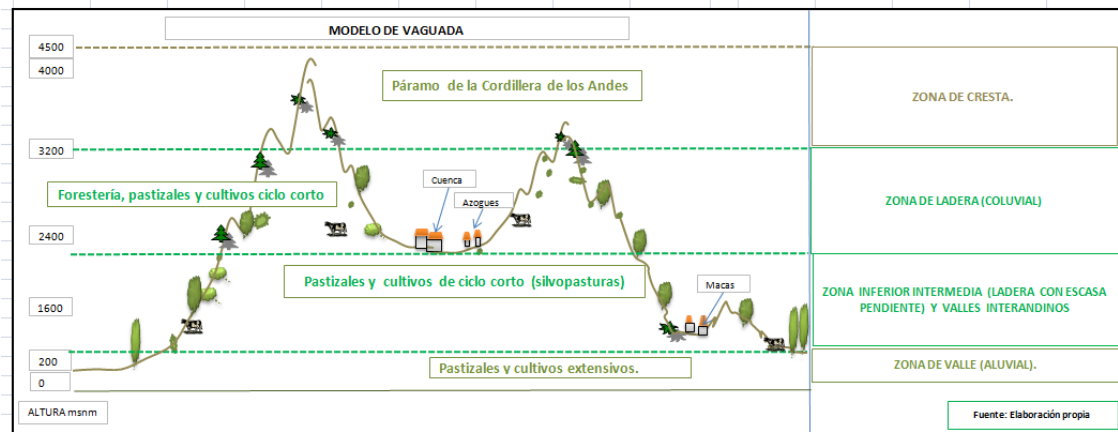 MODELO DE VAGUADA
4500
4000
Páramo de la Cordillera de los Andes
ZONA DE CRESTA.
3200
Forestería, pastizales y cultivos ciclo corto
Cuenca
Azogues
ZONA DE LADERA (COLUVIAL)
2400
Pastizales y cultivos de ciclo corto (silvopasturas)
Macas
ZONA INFERIOR INTERMEDIA (LADERA CON ESCASA
PENDIENTE) Y VALLES INTERANDINOS
1600
200
Pastizales y cultivos extensivos.
ZONA DE VALLE (ALUVIAL).
0
ALTURA msnm
Fuente: Elaboración propia